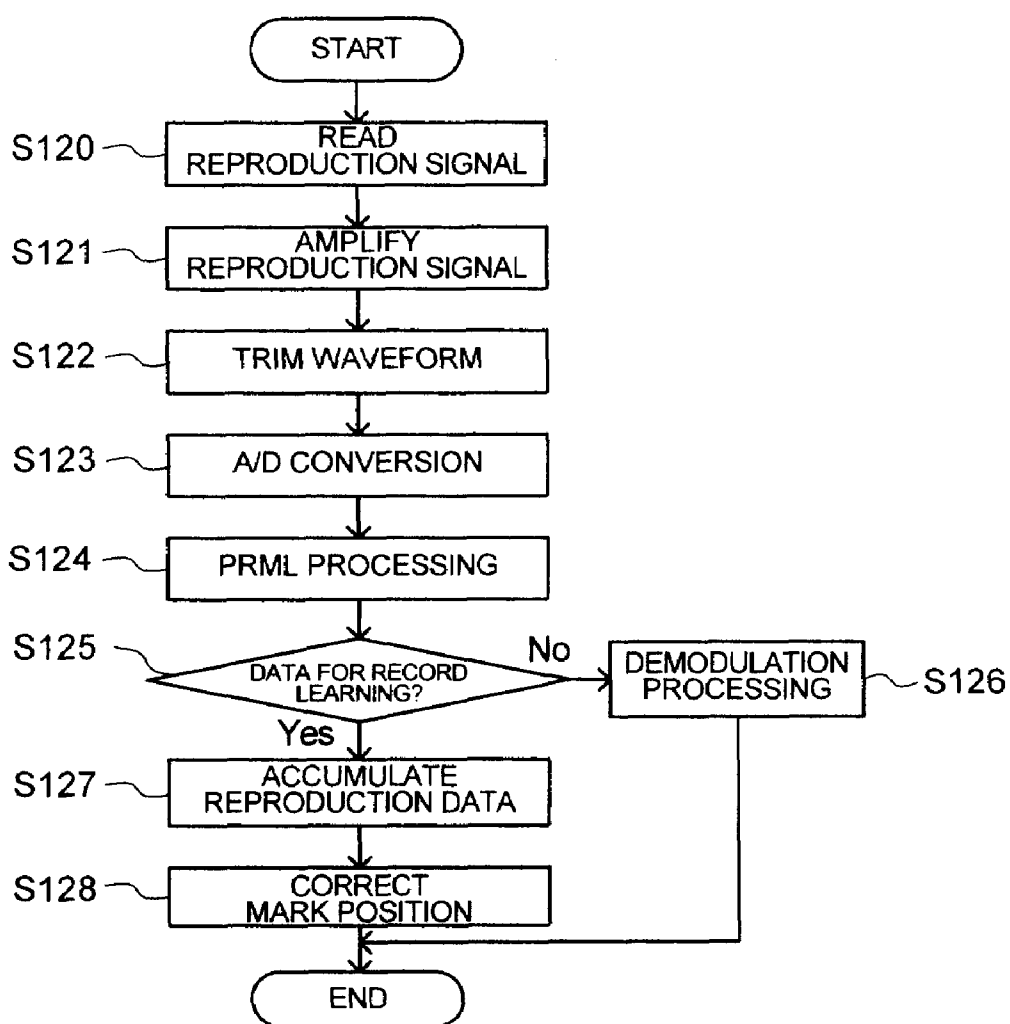 START
S120
READ
REPRODUCTION SIGNAL
S121
AMPLIFY
REPRODUCTION SIGNAL
S122
TRIM WAVEFORM
S123
A/D CONVERSION
S124
PRML PROCESSING
S125
DATA FOR RECORD
LEARNING?
No
DEMODULATION
PROCESSING
S126
Yes
S127
ACCUMULATE
REPRODUCTION DATA
S128
CORRECT
MARK POSITION
END